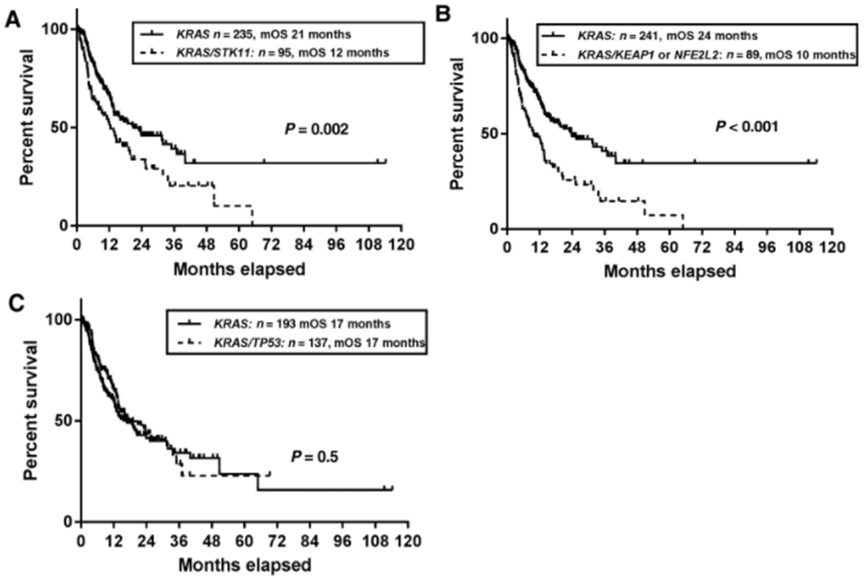 A
KRAS n = 235, mOS 21 months
KRAS/STK11: n = 95, mOS 12 months
Percent survival
100
50
0
P = 0.002
0 12 24 36 48 60 72 84 96 108 120
Months elapsed
B
KRAS: n = 241, mOS 24 months
KRAS/KEAP1 or NFE2L2: n = 89, mOS 10 months
Percent survival
100
50
0
P < 0.001
0 12 24 36 48 60 72 84 96 108 120
Months elapsed
C
KRAS: n = 193 mOS 17 months
KRAS/TP53: n = 137, mOS 17 months
Percent survival
100
50
0
P = 0.5
0 12 24 36 48 60 72 84 96 108 120
Months elapsed